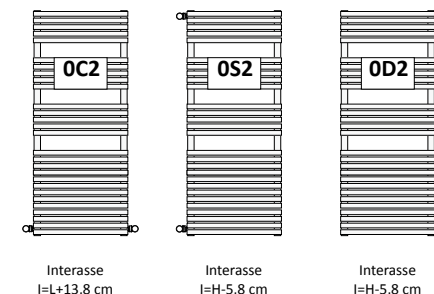 0C2
0S2
0D2
Interasse
I=L+13,8 cm
Interasse
I=H-5,8 cm
Interasse
I=H-5,8 cm